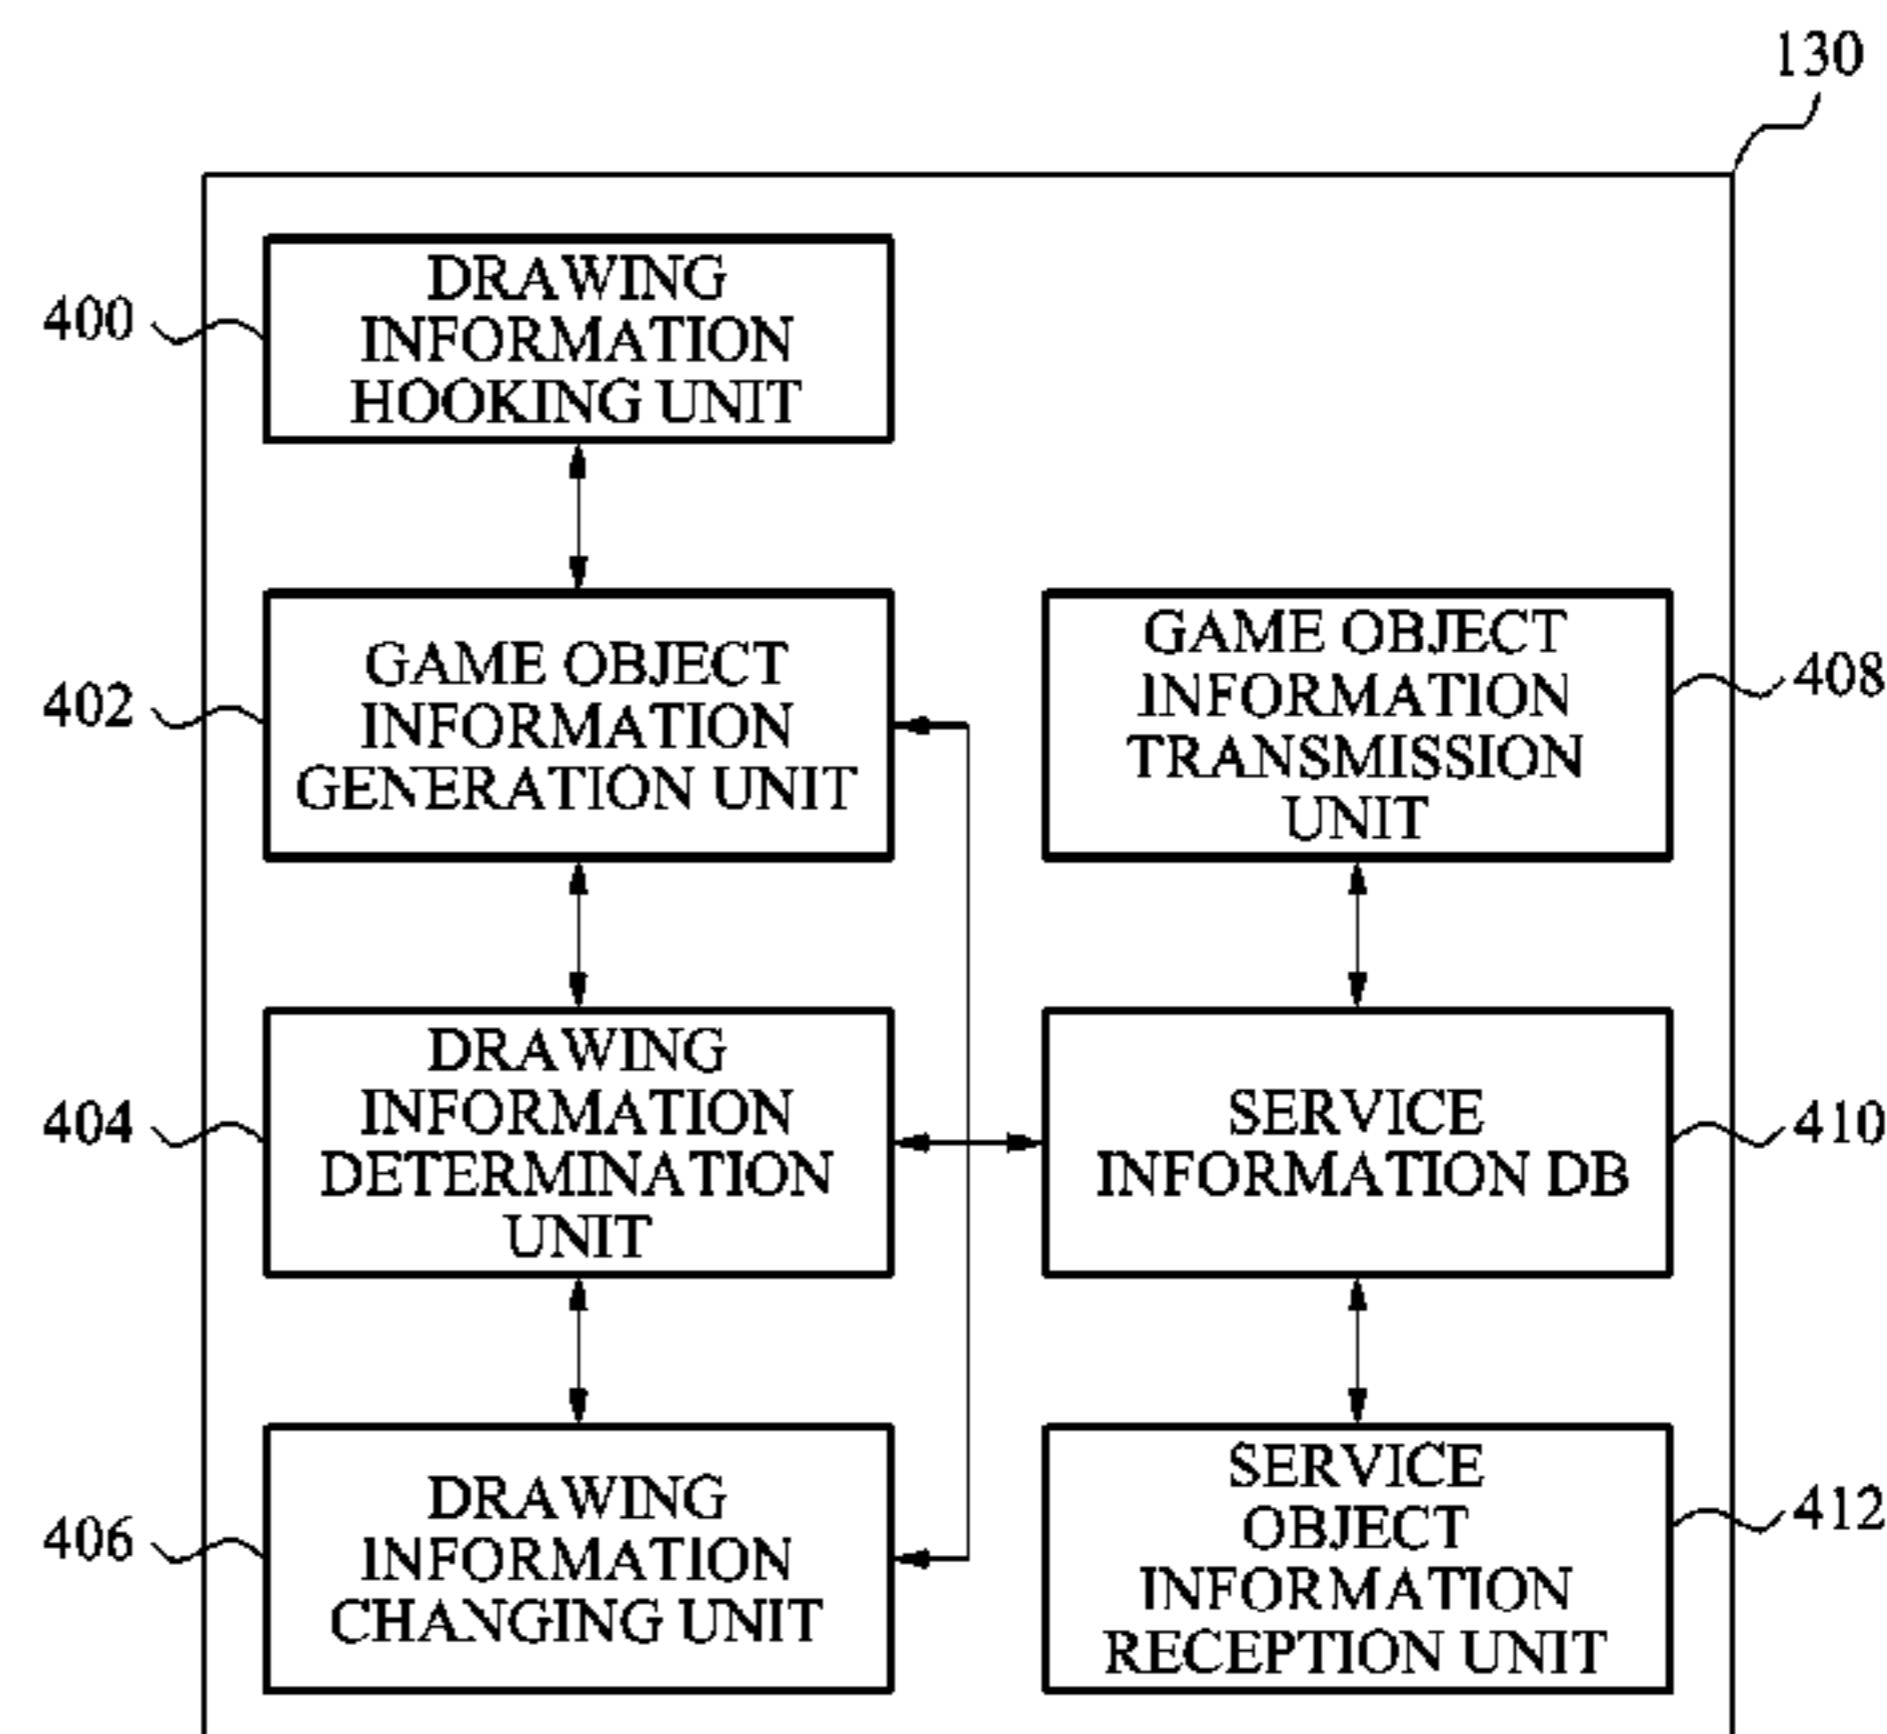 130
400
DRAWING
INFORMATION
HOOKING UNIT
402
GAME OBJECT
INFORMATION
GENERATION UNIT
GAME OBJECT
INFORMATION
TRANSMISSION
UNIT
408
404
DRAWING
INFORMATION
DETERMINATION
UNIT
SERVICE
INFORMATION DB
410
406
DRAWING
INFORMATION
CHANGING UNIT
SERVICE
OBJECT
INFORMATION
RECEPTION UNIT
412